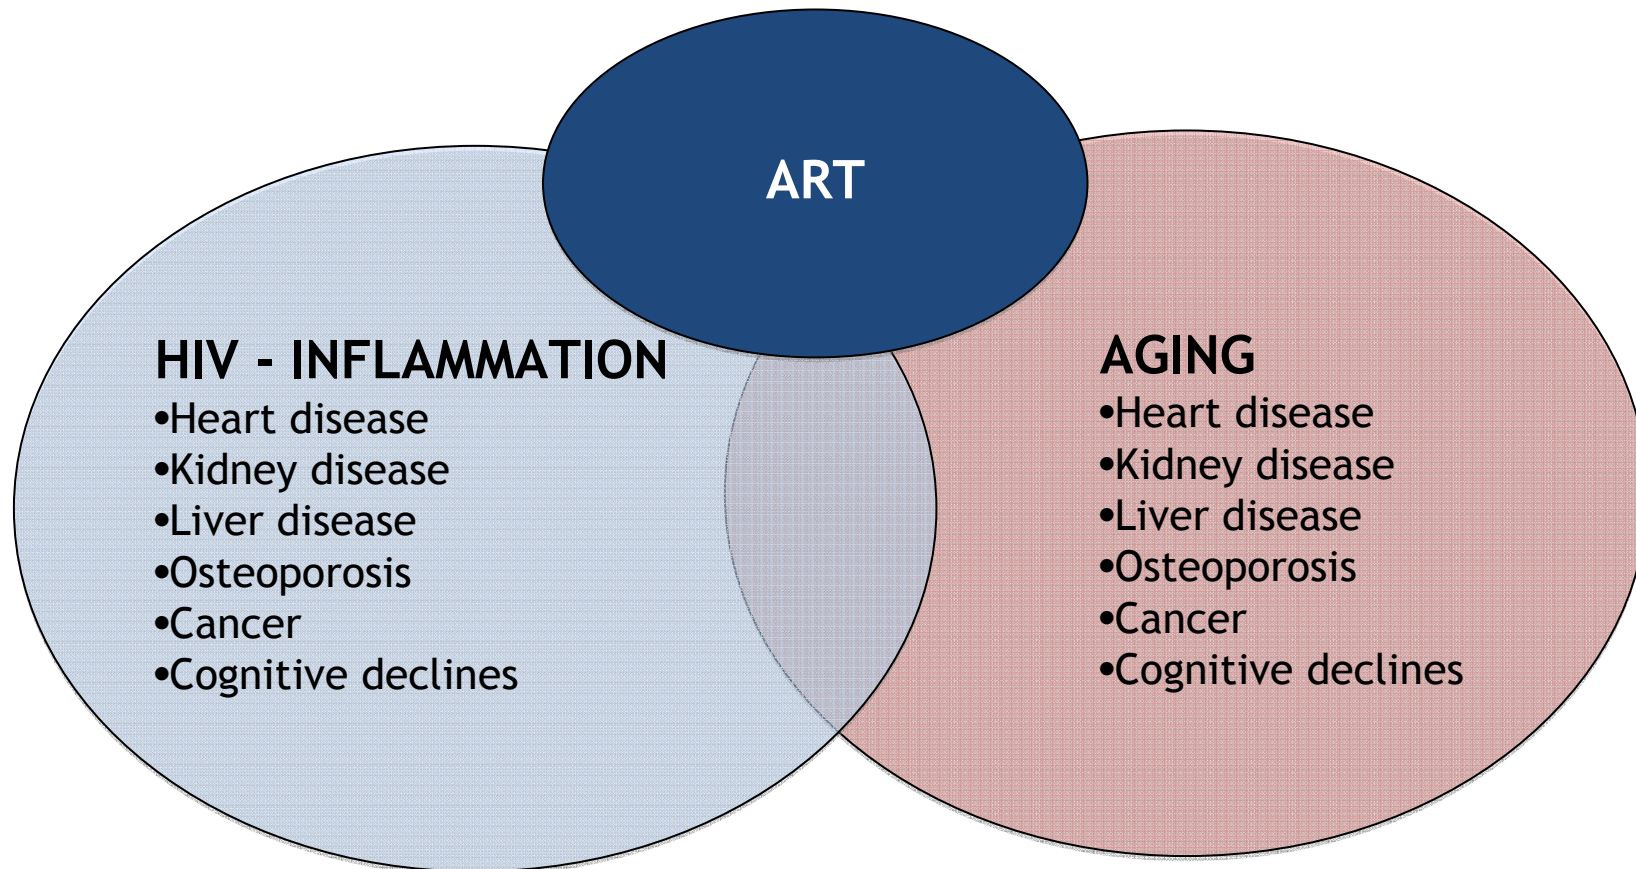 ART
HIV - INFLAMMATION
•Heart disease
•Kidney disease
•Liver disease
•Osteoporosis
•Cancer
•Cognitive declines
AGING
•Heart disease
•Kidney disease
•Liver disease
•Osteoporosis
•Cancer
•Cognitive declines